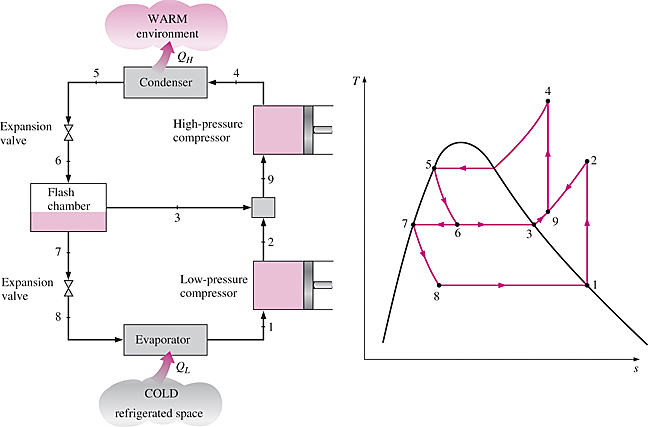 WARM
environment
Q_H
5
Condenser
4
Expansion
valve
High-pressure
compressor
6
9
Flash
chamber
3
7
2
Expansion
valve
Low-pressure
compressor
8
Evaporator
1
Q_L
COLD
refrigerated space
T
4
5
2
7
6
3
9
8
1
s